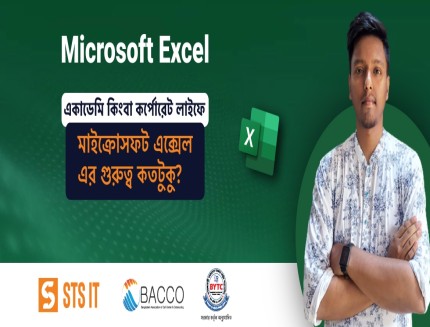 Microsoft Excel
একাডেমি কিংবা কর্পোরেট লাইফে
মাইক্রোসফট এক্সেল
এর গুরুত্ব কতটুকু?
X
S STS IT
BACCO
BYTC